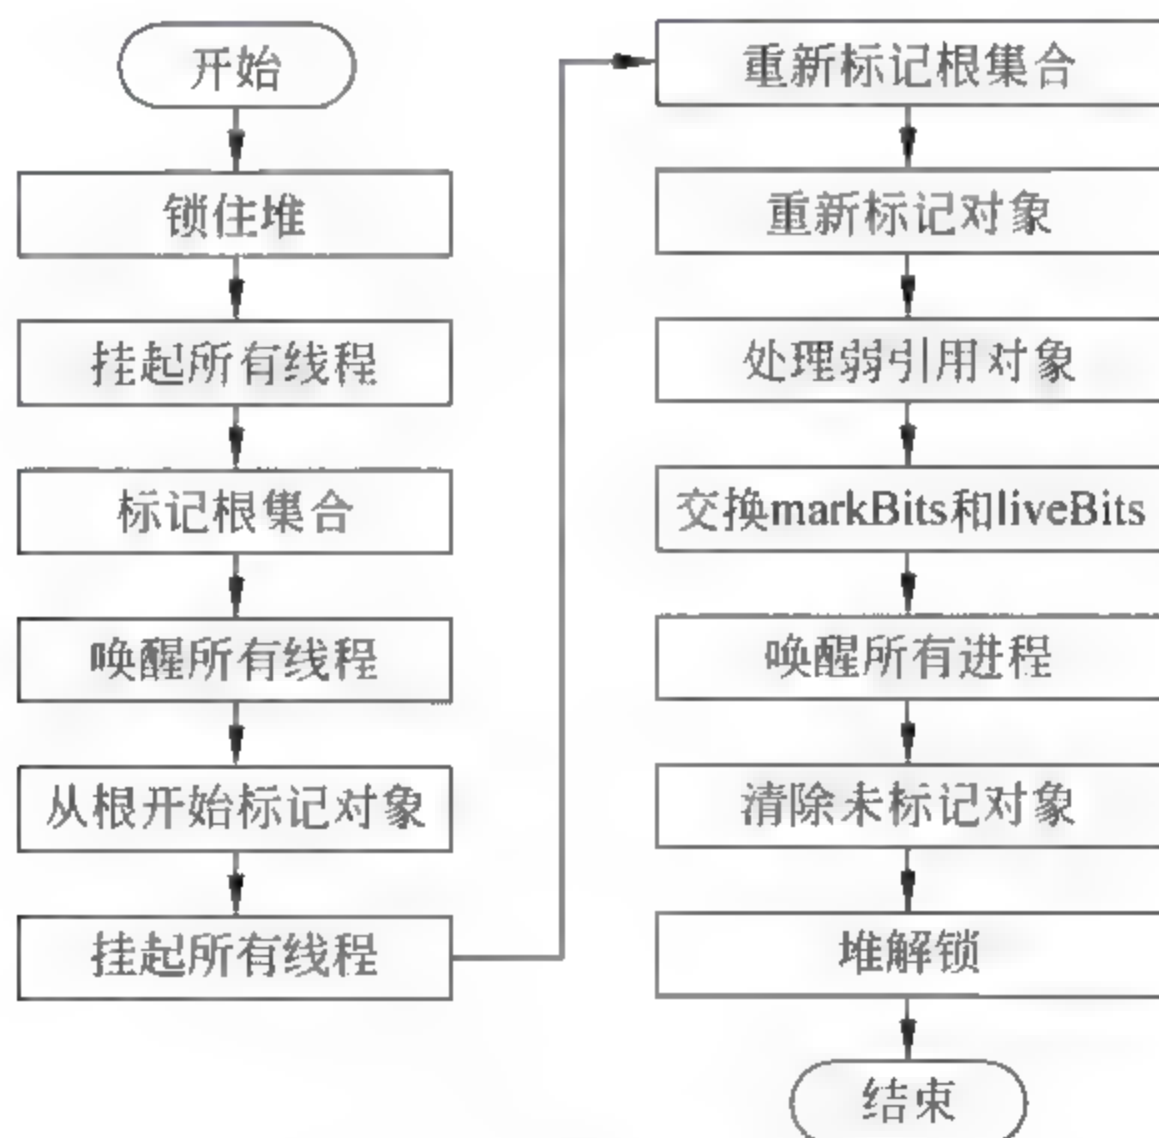 开始
锁住堆
挂起所有线程
标记根集合
唤醒所有线程
从根开始标记对象
挂起所有线程
重新标记根集合
重新标记对象
处理弱引用对象
交换markBits和liveBits
唤醒所有进程
清除未标记对象
堆解锁
结束